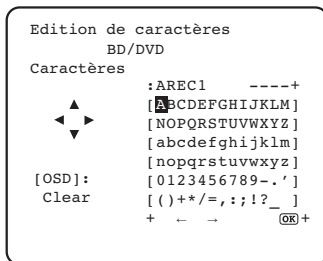 Edition de caractères
BD/DVD
Caractères
:AREC1 ----+
[ABCDEFGHIJKLM]
[NOPQRSTUVWXYZ]
[abcdefghijklm]
[nopqrstuvwxyz]
[OSD]: [0123456789-.']
Clear [()+*/=,:;!?_ ]
+ ← → OK+